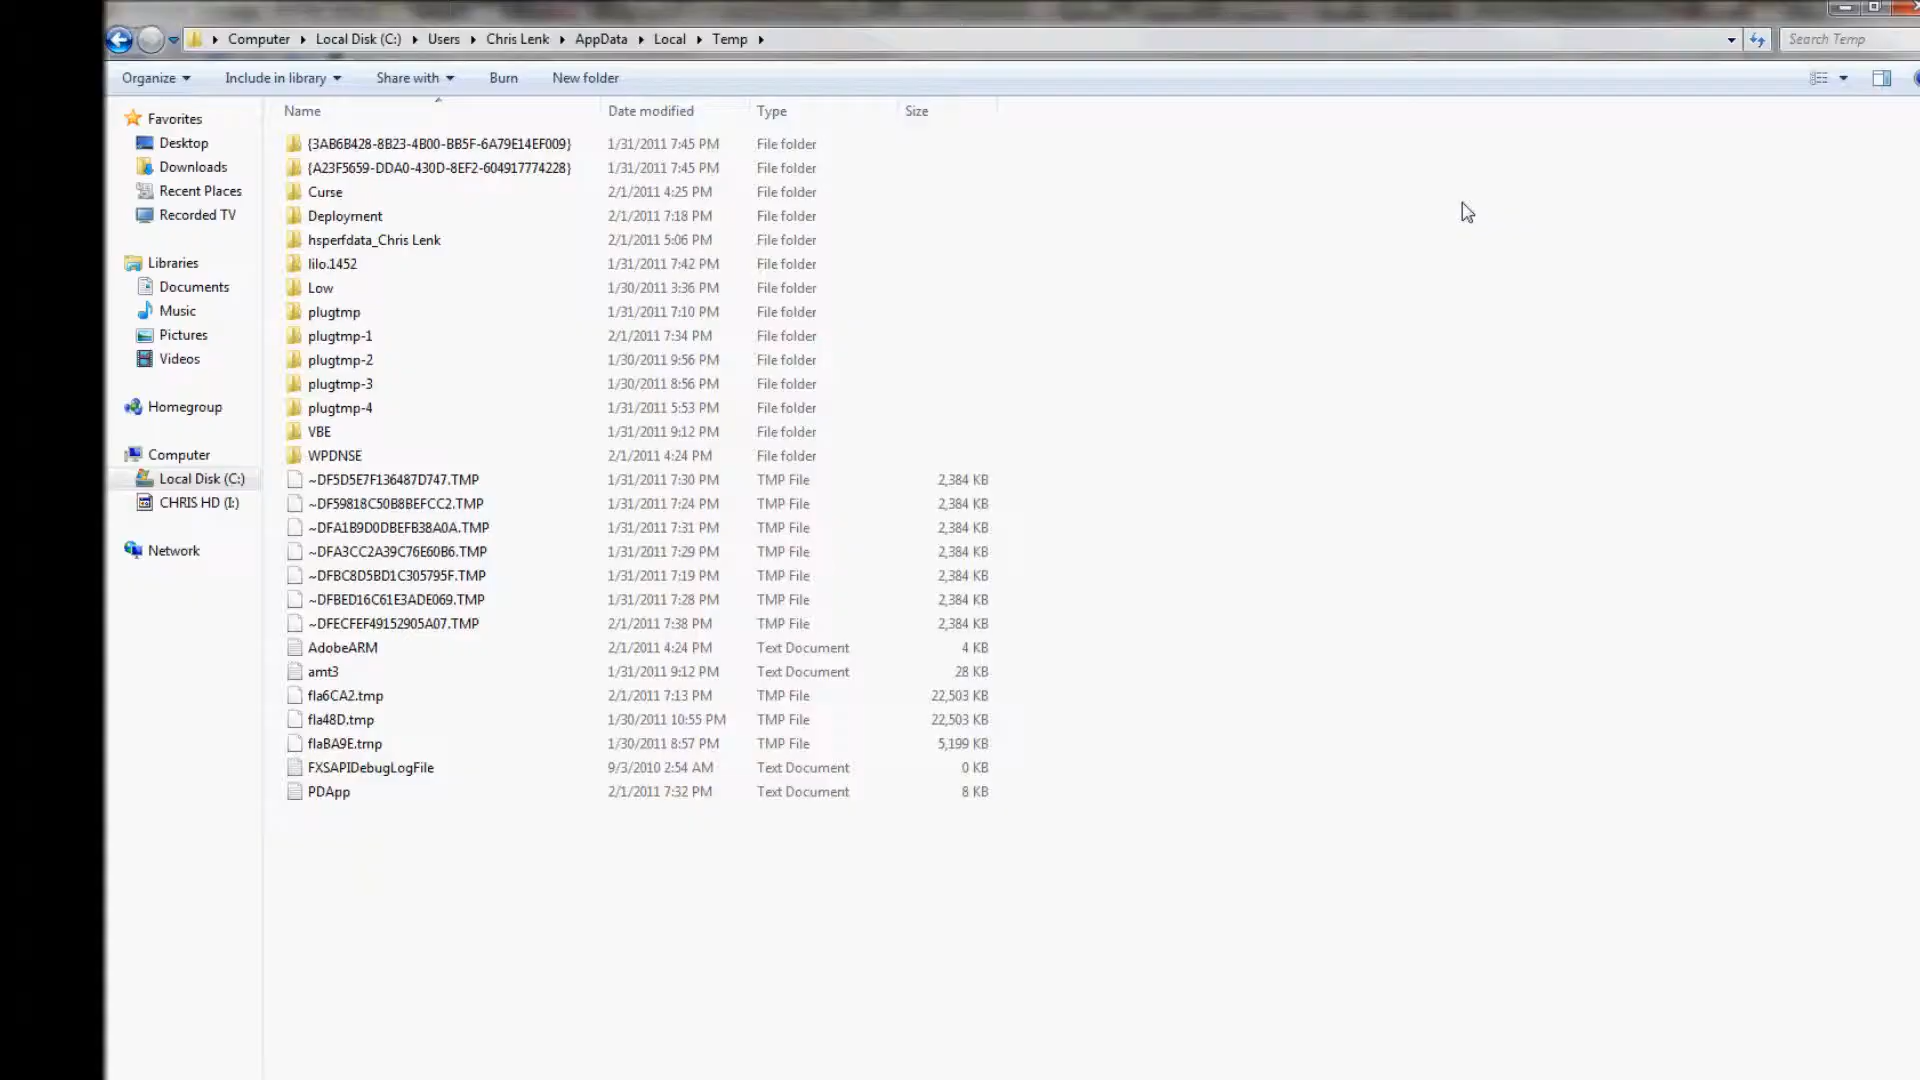 Computer Local Disk (C:) Users Chris Lenk AppData Local Temp Search Temp
Organize Include in library Share with Burn New folder
Name Date modified Type Size
Favorites
Desktop
Downloads
Recent Places
Recorded TV
Libraries
Documents
Music
Pictures
Videos
Homegroup
Computer
Local Disk (C:)
CHRIS HD (I:)
Network
{3AB6B428-8B23-4B00-BB5F-6A79E14EF009} 1/31/2011 7:45 PM File folder
{A23F5659-DDA0-430D-8EF2-604917774228} 1/31/2011 7:45 PM File folder
Curse 2/1/2011 4:25 PM File folder
Deployment 2/1/2011 7:18 PM File folder
hsperfdata_Chris Lenk 2/1/2011 5:06 PM File folder
lilo.1452 1/31/2011 7:42 PM File folder
Low 1/30/2011 3:36 PM File folder
plugtmp 1/31/2011 7:10 PM File folder
plugtmp-1 2/1/2011 7:34 PM File folder
plugtmp-2 1/30/2011 9:56 PM File folder
plugtmp-3 1/30/2011 8:56 PM File folder
plugtmp-4 1/31/2011 5:53 PM File folder
VBE 1/31/2011 9:12 PM File folder
WPDNSE 2/1/2011 4:24 PM File folder
~DF5D5E7F136487D747.TMP 1/31/2011 7:30 PM TMP File 2,384 KB
~DF59818C50B8BEFCC2.TMP 1/31/2011 7:24 PM TMP File 2,384 KB
~DFA1B9D0DBEFB38A0A.TMP 1/31/2011 7:31 PM TMP File 2,384 KB
~DFA3CC2A39C76E60B6.TMP 1/31/2011 7:29 PM TMP File 2,384 KB
~DFBC8D5BD1C305795F.TMP 1/31/2011 7:19 PM TMP File 2,384 KB
~DFBED16C61E3ADE069.TMP 1/31/2011 7:28 PM TMP File 2,384 KB
~DFECFEF49152905A07.TMP 2/1/2011 7:38 PM TMP File 2,384 KB
AdobeARM 2/1/2011 4:24 PM Text Document 4 KB
amt3 1/31/2011 9:12 PM Text Document 28 KB
fla6CA2.tmp 2/1/2011 7:13 PM TMP File 22,503 KB
fla48D.tmp 1/30/2011 10:55 PM TMP File 22,503 KB
flaBA9E.tmp 1/30/2011 8:57 PM TMP File 5,199 KB
FXSAPIDebugLogFile 9/3/2010 2:54 AM Text Document 0 KB
PDApp 2/1/2011 7:32 PM Text Document 8 KB